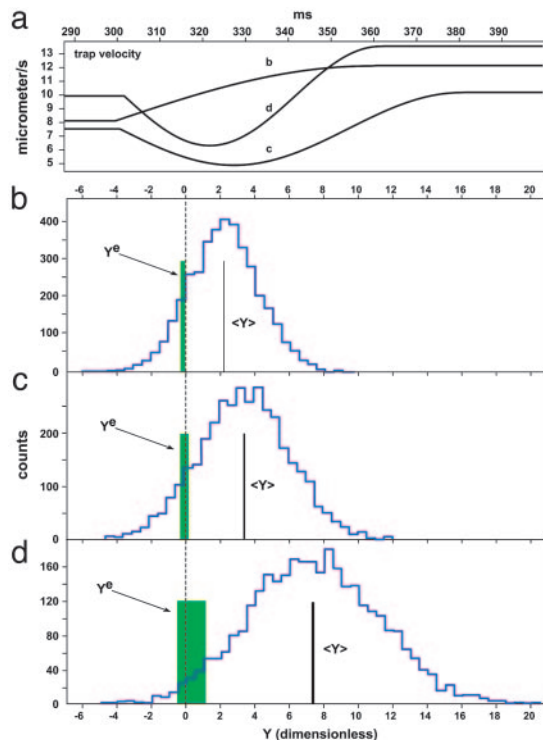 a
ms
290 300 310 320 330 340 350 360 370 380 390
trap velocity
micrometer/s
13
12
11
10
9
8
7
6
5
b
d
c
-6 -4 -2 0 2 4 6 8 10 12 14 16 18 20
b
400
300
200
100
0
Ye
<Y>
c
counts
200
100
0
Ye
<Y>
d
160
120
80
40
0
Ye
<Y>
-6 -4 -2 0 2 4 6 8 10 12 14 16 18 20
Y (dimensionless)